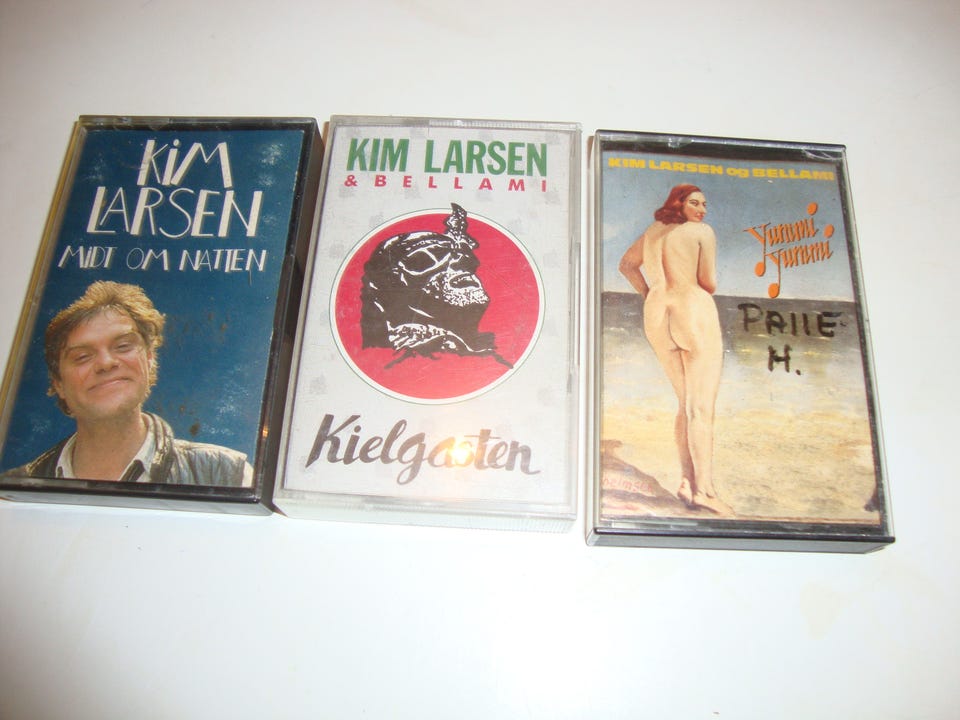 KiM
LARSEN
MIDT OM NATTEN
KIM LARSEN
& BELLAMI
Kielgasten
KIM LARSEN og BELLAMI
Yummi
Yummi
PAllE
H.